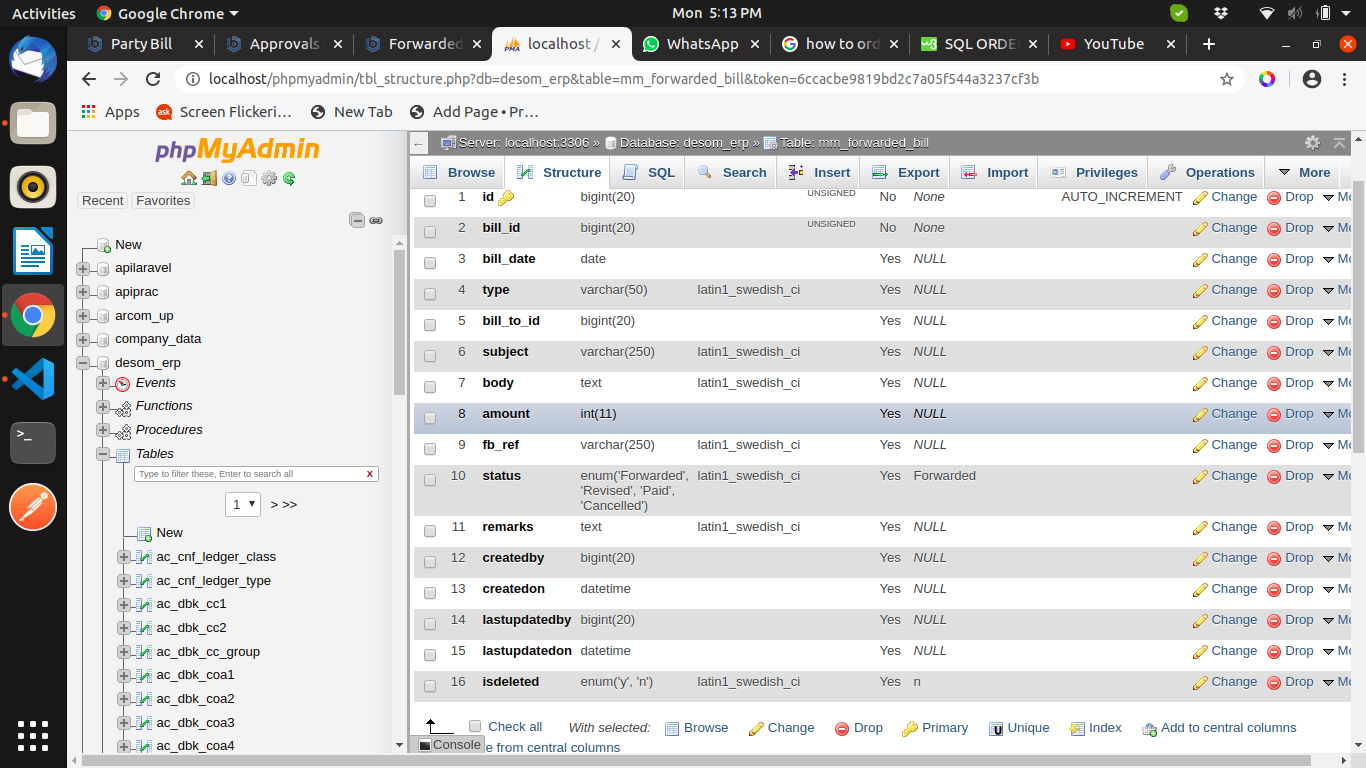 Activities Google Chrome Mon 5:13 PM
Party Bill Approvals Forwarded localhost / WhatsApp how to ord SQL ORDE YouTube
localhost/phpmyadmin/tbl_structure.php?db=desom_erp&table=mm_forwarded_bill&token=6ccacbe9819bd2c7a05f544a3237cf3b
Apps ask Screen Flickeri… New Tab Add Page • Pr…
phpMyAdmin
Recent Favorites
New
apilaravel
apiprac
arcom_up
company_data
desom_erp
Events
Functions
Procedures
Tables
Type to filter these, Enter to search all X
1 > >>
New
ac_cnf_ledger_class
ac_cnf_ledger_type
ac_dbk_cc1
ac_dbk_cc2
ac_dbk_cc_group
ac_dbk_coa1
ac_dbk_coa2
ac_dbk_coa3
ac_dbk_coa4
Server: localhost:3306 » Database: desom_erp » Table: mm_forwarded_bill
Browse Structure SQL Search Insert Export Import Privileges Operations More
1 id bigint(20) UNSIGNED No None AUTO_INCREMENT Change Drop Mo
2 bill_id bigint(20) UNSIGNED No None Change Drop Mo
3 bill_date date Yes NULL Change Drop Mo
4 type varchar(50) latin1_swedish_ci Yes NULL Change Drop Mo
5 bill_to_id bigint(20) Yes NULL Change Drop Mo
6 subject varchar(250) latin1_swedish_ci Yes NULL Change Drop Mo
7 body text latin1_swedish_ci Yes NULL Change Drop Mo
8 amount int(11) Yes NULL Change Drop Mo
9 fb_ref varchar(250) latin1_swedish_ci Yes NULL Change Drop Mo
10 status enum('Forwarded', latin1_swedish_ci Yes Forwarded Change Drop Mo
'Revised', 'Paid',
'Cancelled')
11 remarks text latin1_swedish_ci Yes NULL Change Drop Mo
12 createdby bigint(20) Yes NULL Change Drop Mo
13 createdon datetime Yes NULL Change Drop Mo
14 lastupdatedby bigint(20) Yes NULL Change Drop Mo
15 lastupdatedon datetime Yes NULL Change Drop Mo
16 isdeleted enum('y', 'n') latin1_swedish_ci Yes n Change Drop Mo
Check all With selected: Browse Change Drop Primary Unique Index Add to central columns
Console e from central columns